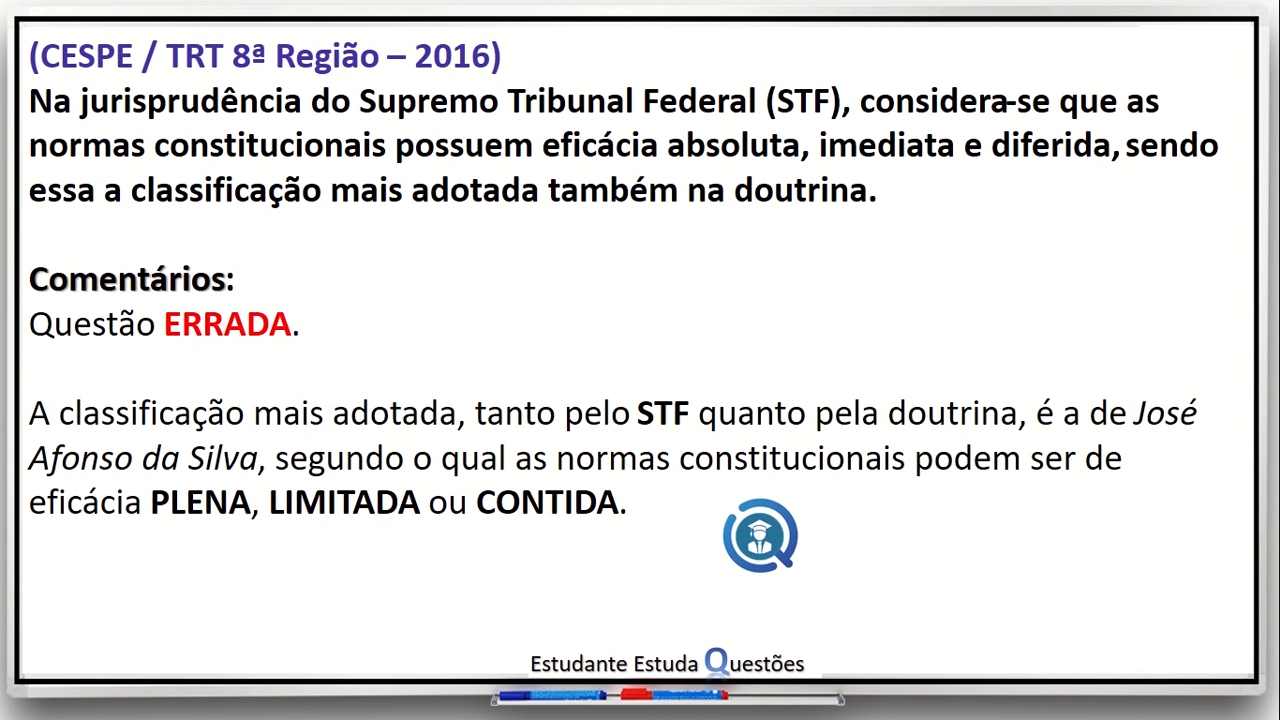 (CESPE / TRT 8ª Região – 2016)
Na jurisprudência do Supremo Tribunal Federal (STF), considera-se que as
normas constitucionais possuem eficácia absoluta, imediata e diferida, sendo
essa a classificação mais adotada também na doutrina.
Comentários:
Questão ERRADA.
A classificação mais adotada, tanto pelo STF quanto pela doutrina, é a de José
Afonso da Silva, segundo o qual as normas constitucionais podem ser de
eficácia PLENA, LIMITADA ou CONTIDA.
Estudante Estuda Questões